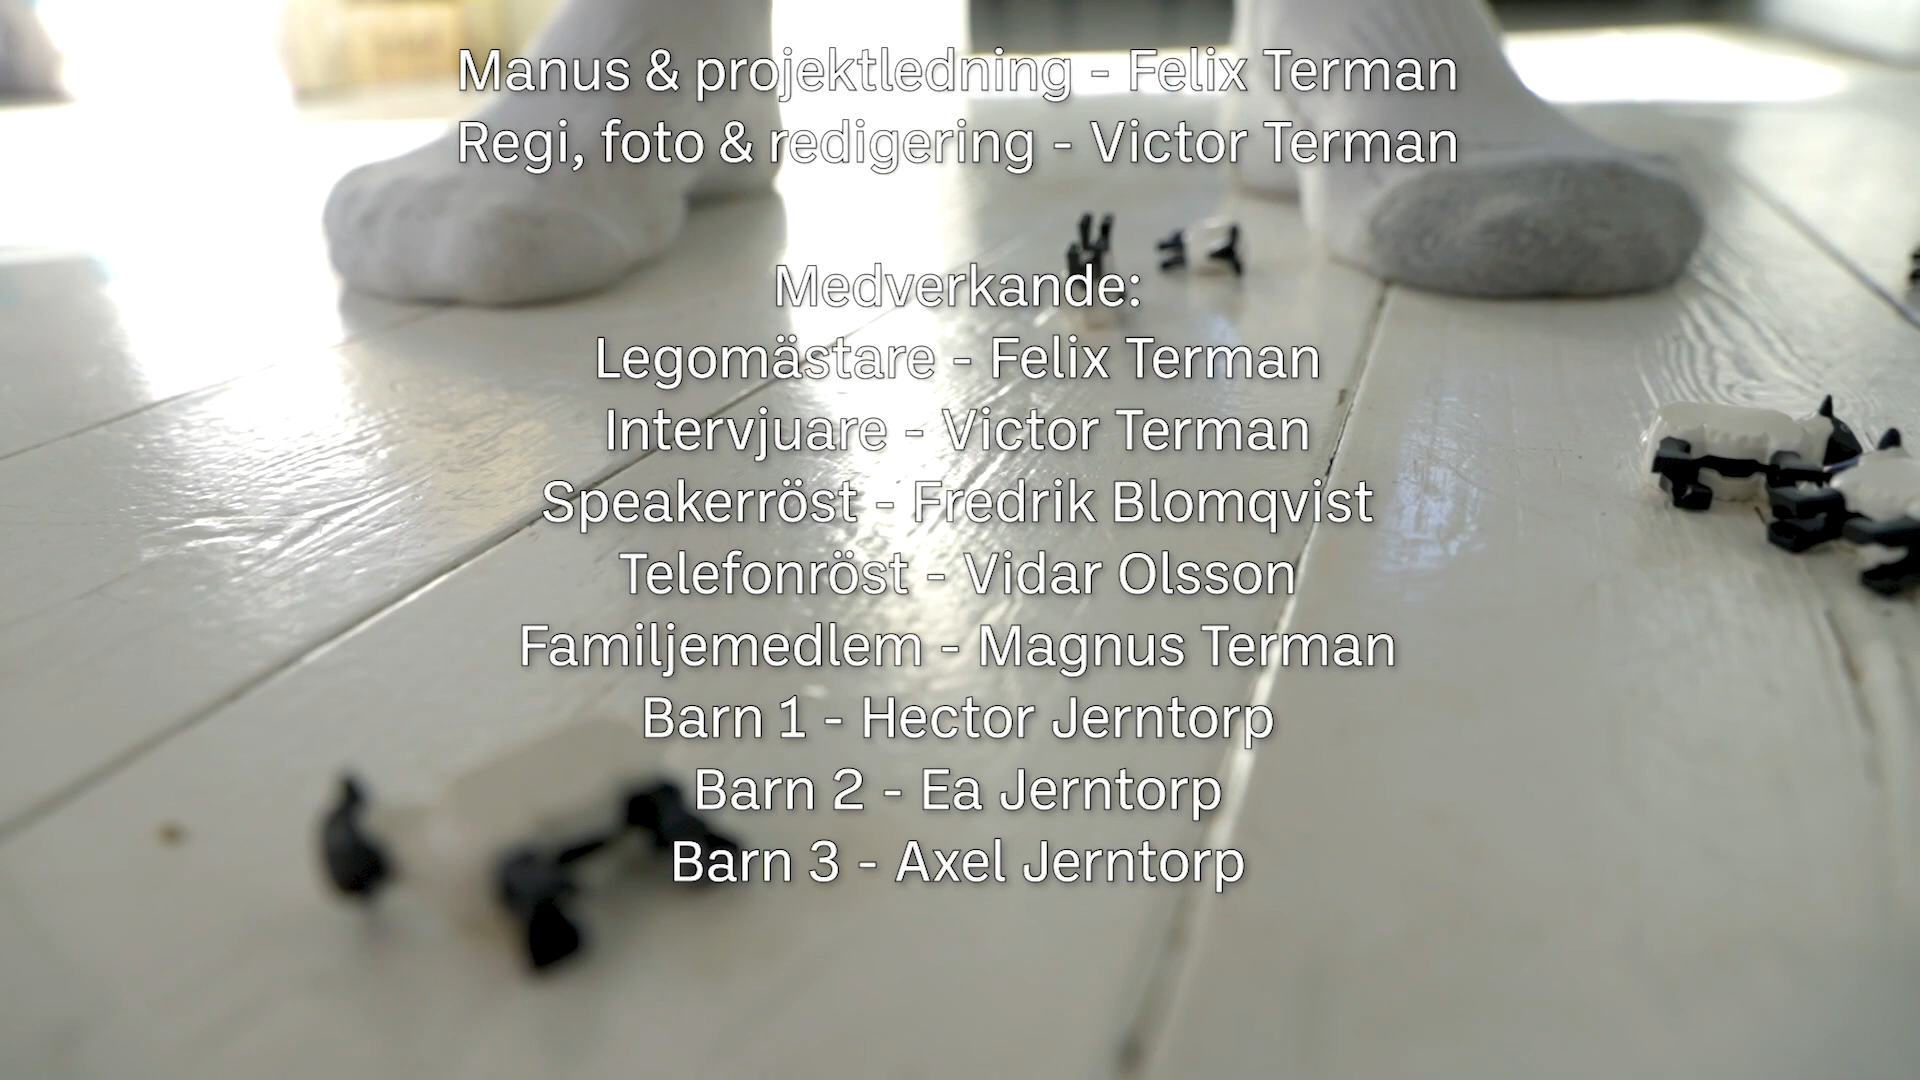 Manus & projektledning - Felix Terman
Regi, foto & redigering - Victor Terman
Medverkande:
Legomästare - Felix Terman
Intervjuare - Victor Terman
Speakerröst - Fredrik Blomqvist
Telefonröst - Vidar Olsson
Familjemedlem - Magnus Terman
Barn 1 - Hector Jerntorp
Barn 2 - Ea Jerntorp
Barn 3 - Axel Jerntorp